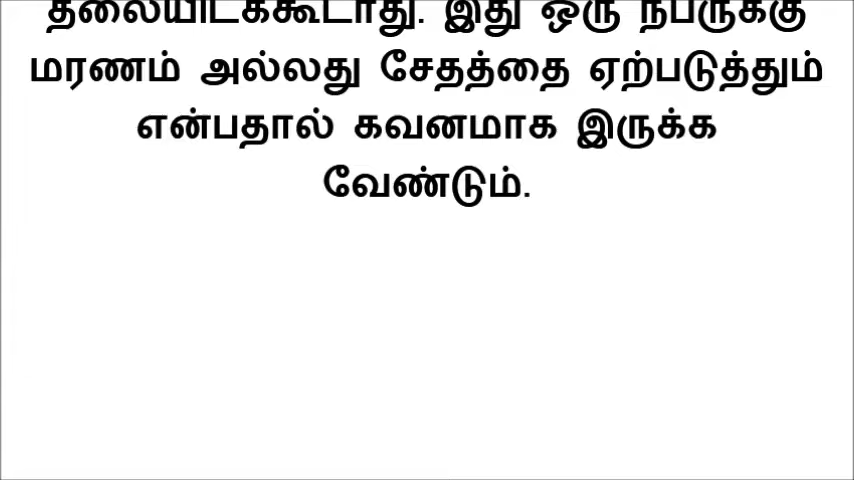 தலையிடக்கூடாது. இது ஒரு நபருக்கு
மரணம் அல்லது சேதத்தை ஏற்படுத்தும்
என்பதால் கவனமாக இருக்க
வேண்டும்.